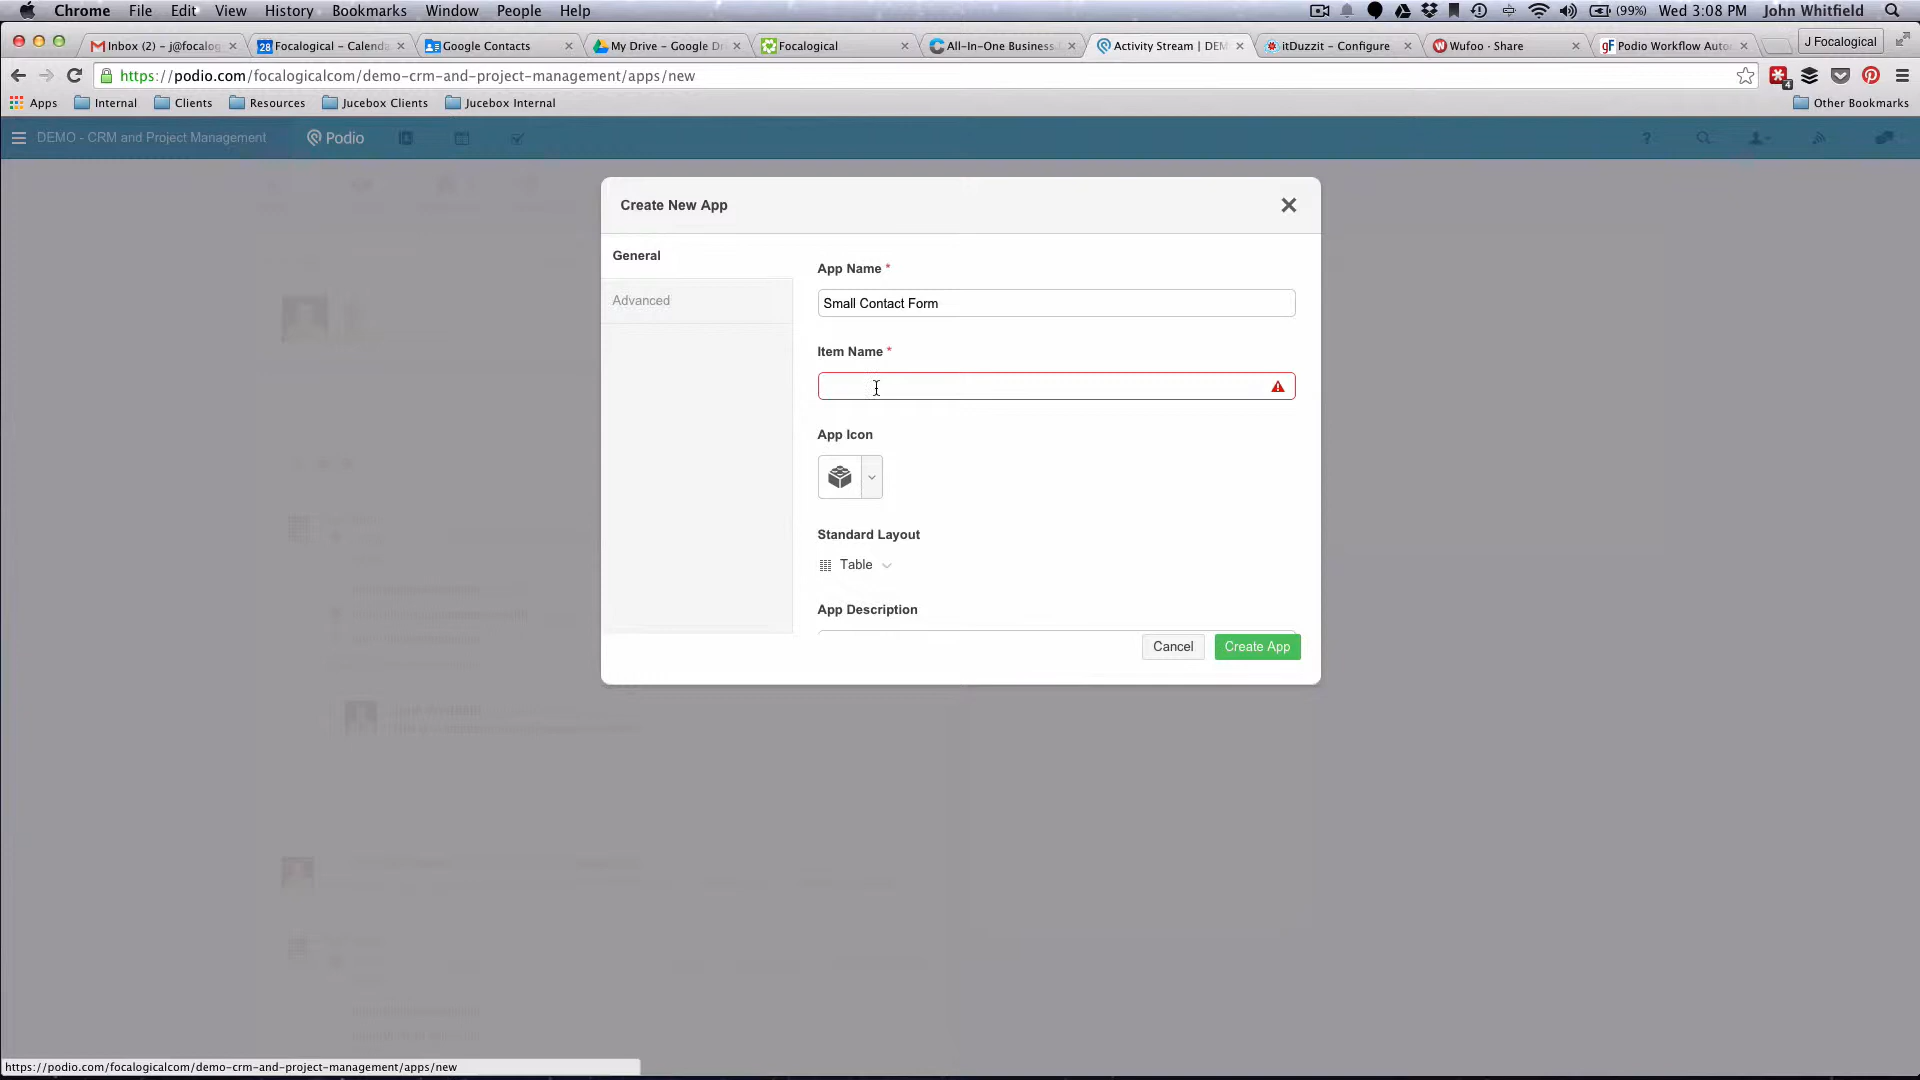 Chrome File Edit View History Bookmarks Window People Help (99%) Wed 3:08 PM John Whitfield
Inbox (2) – j@focalog Focalogical – Calenda Google Contacts My Drive – Google Dr Focalogical All-In-One Business Activity Stream | DEM itDuzzit – Configure Wufoo · Share Podio Workflow Auto J Focalogical
https://podio.com/focalogicalcom/demo-crm-and-project-management/apps/new
Apps Internal Clients Resources Jucebox Clients Jucebox Internal Other Bookmarks
DEMO - CRM and Project Management Podio ?
Create New App
General
Advanced
App Name *
Small Contact Form
Item Name *
App Icon
Standard Layout
Table
App Description
Cancel Create App
https://podio.com/focalogicalcom/demo-crm-and-project-management/apps/new